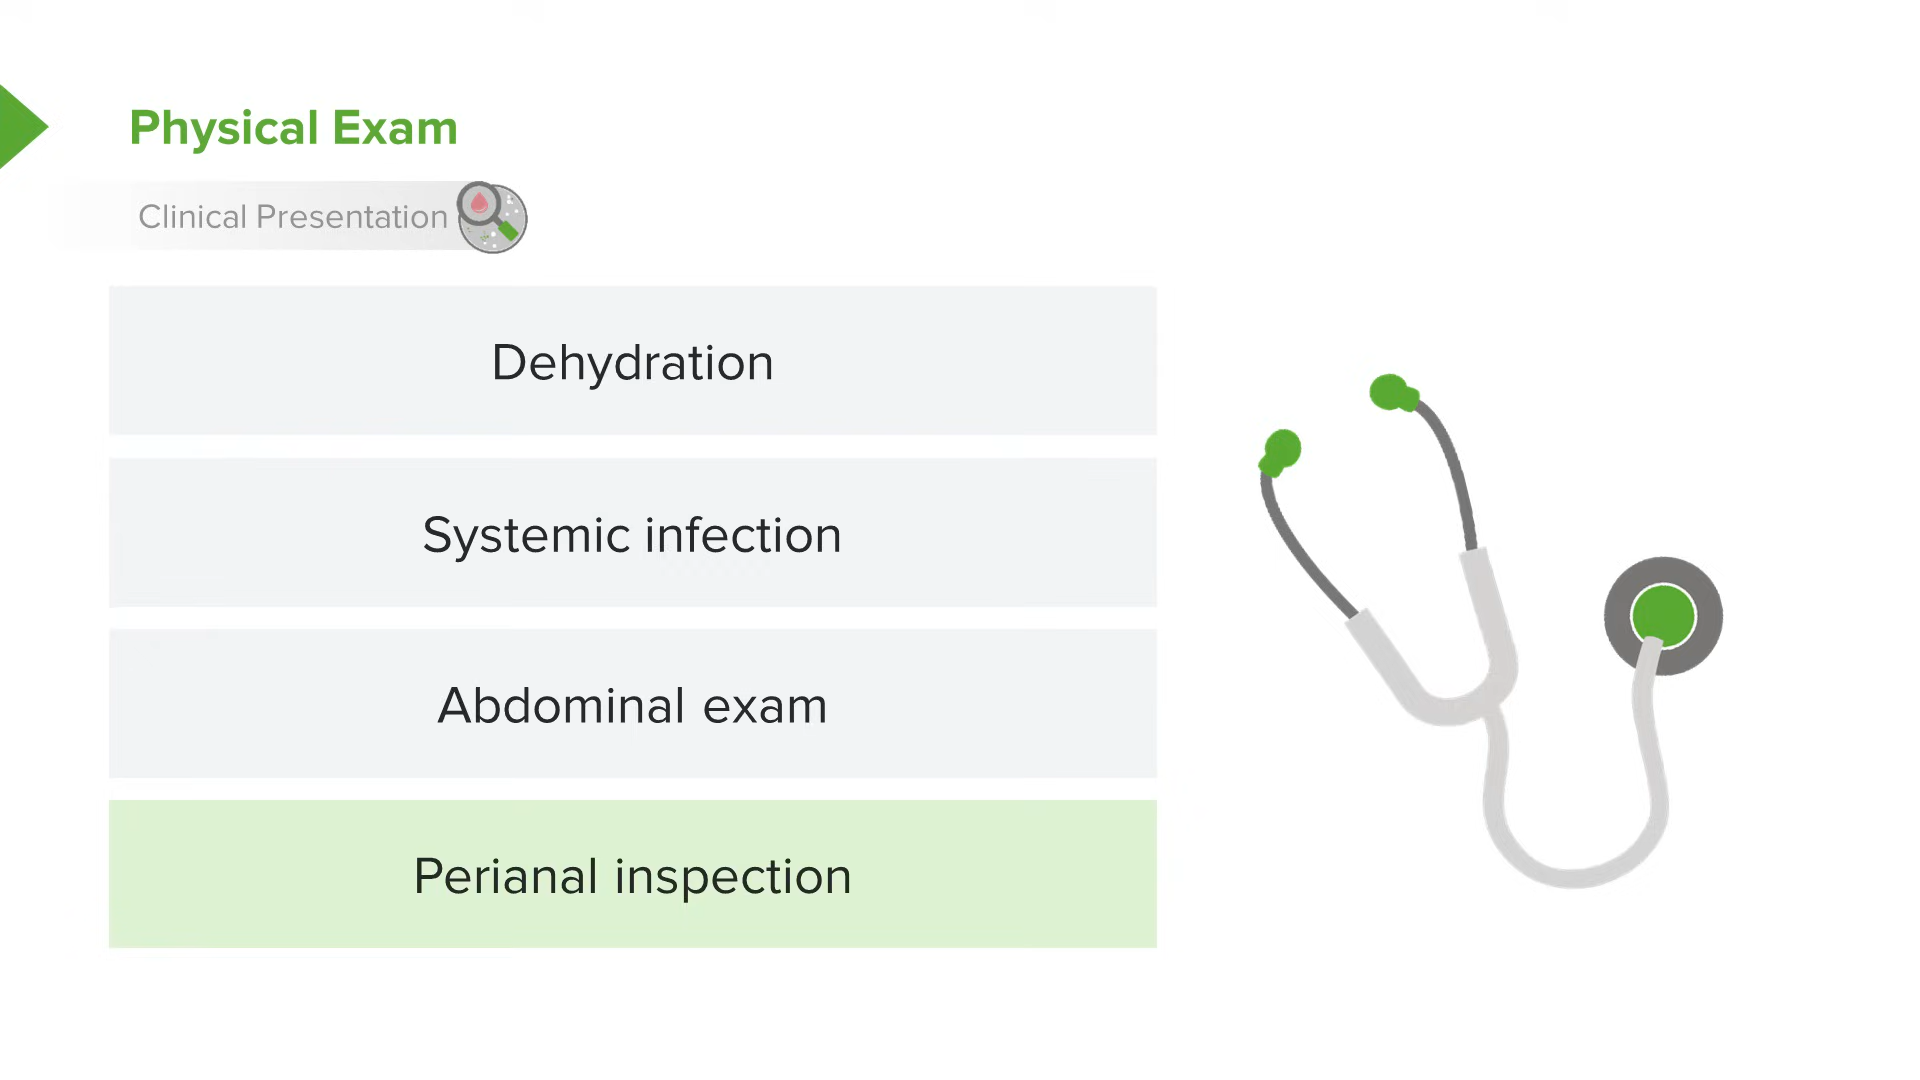 Physical Exam
Clinical Presentation
Dehydration
Systemic infection
Abdominal exam
Perianal inspection